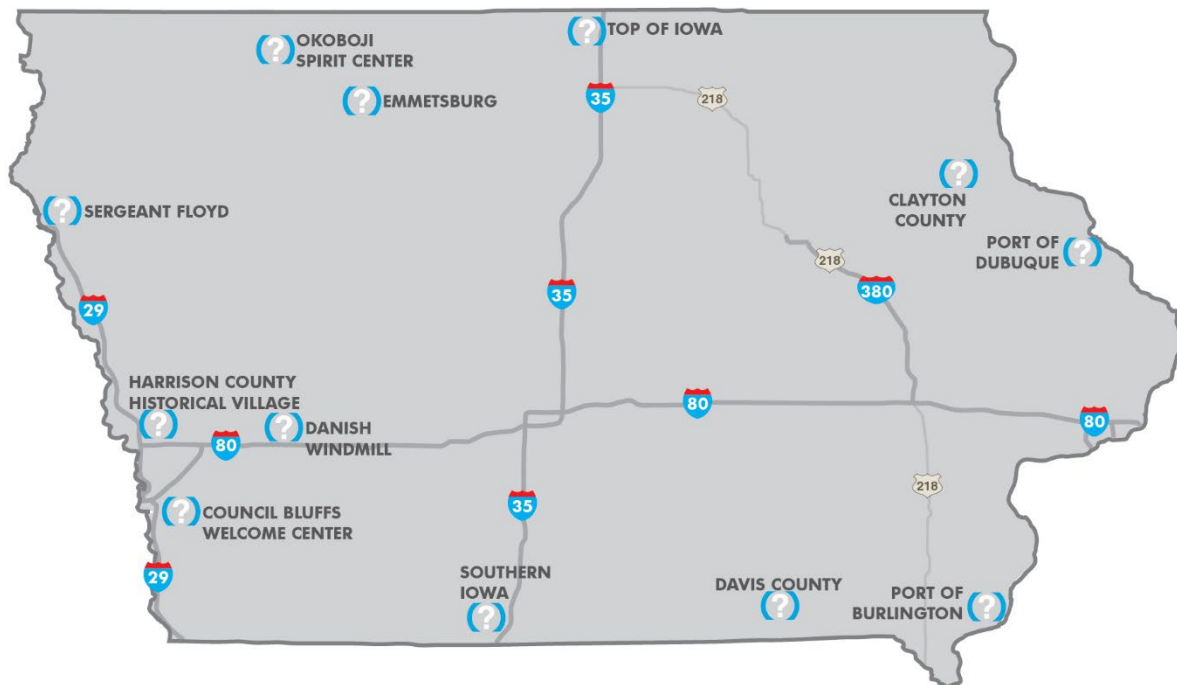 ?
OKOBOJI
SPIRIT CENTER
?
TOP OF IOWA
?
EMMETSBURG
35
218
?
CLAYTON
COUNTY
?
SERGEANT FLOYD
PORT OF
DUBUQUE
?
218
29
35
380
HARRISON COUNTY
HISTORICAL VILLAGE
?
?
DANISH
WINDMILL
80
80
80
?
COUNCIL BLUFFS
WELCOME CENTER
35
218
29
SOUTHERN
IOWA
?
DAVIS COUNTY
?
PORT OF
BURLINGTON
?